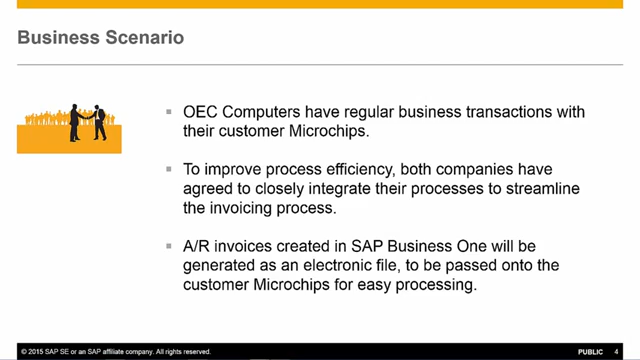 Business Scenario
OEC Computers have regular business transactions with
their customer Microchips.
To improve process efficiency, both companies have
agreed to closely integrate their processes to streamline
the invoicing process.
A/R invoices created in SAP Business One will be
generated as an electronic file, to be passed onto the
customer Microchips for easy processing.
© 2015 SAP SE or an SAP affiliate company. All rights reserved. PUBLIC 4